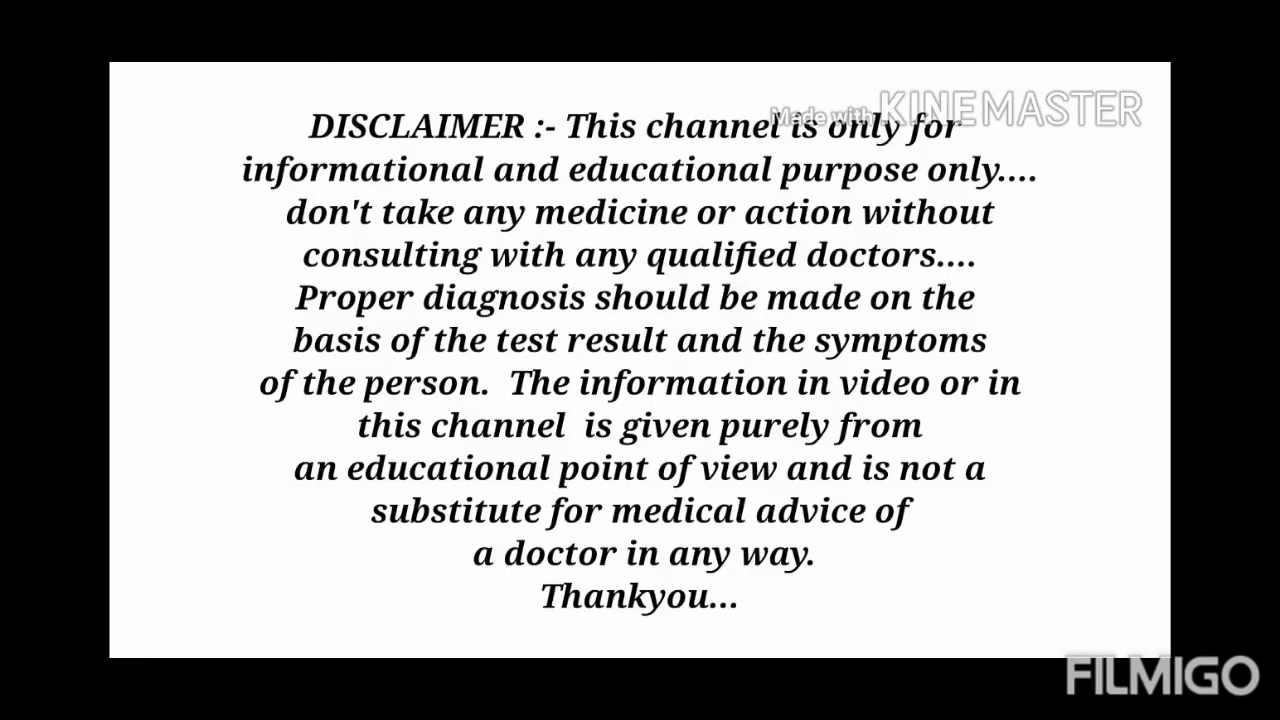 Made with KINEMASTER
DISCLAIMER :- This channel is only for
informational and educational purpose only....
don't take any medicine or action without
consulting with any qualified doctors....
Proper diagnosis should be made on the
basis of the test result and the symptoms
of the person.  The information in video or in
this channel  is given purely from
an educational point of view and is not a
substitute for medical advice of
a doctor in any way.
Thankyou...
FILMIGO